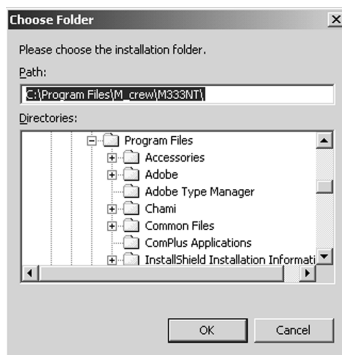 Choose Folder
Please choose the installation folder.
Path:
C:\Program Files\M_crew\M333NT\
Directories:
Program Files
Accessories
Adobe
Adobe Type Manager
Chami
Common Files
ComPlus Applications
InstallShield Installation Informati
OK
Cancel